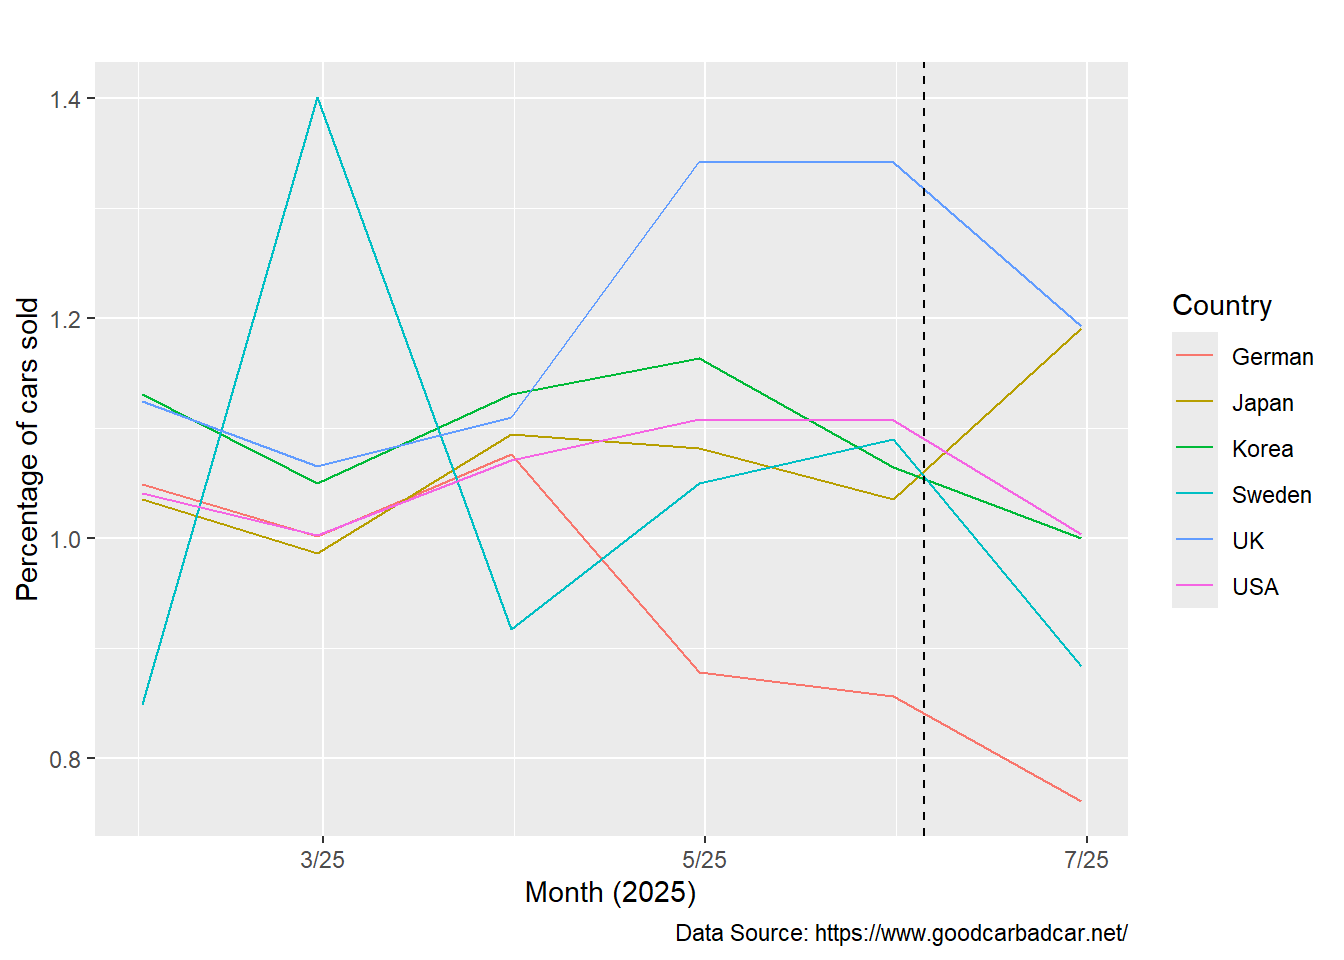 1.4
1.2
1.0
0.8
Percentage of cars sold
3/25
5/25
7/25
Month (2025)
Country
German
Japan
Korea
Sweden
UK
USA
Data Source: https://www.goodcarbadcar.net/